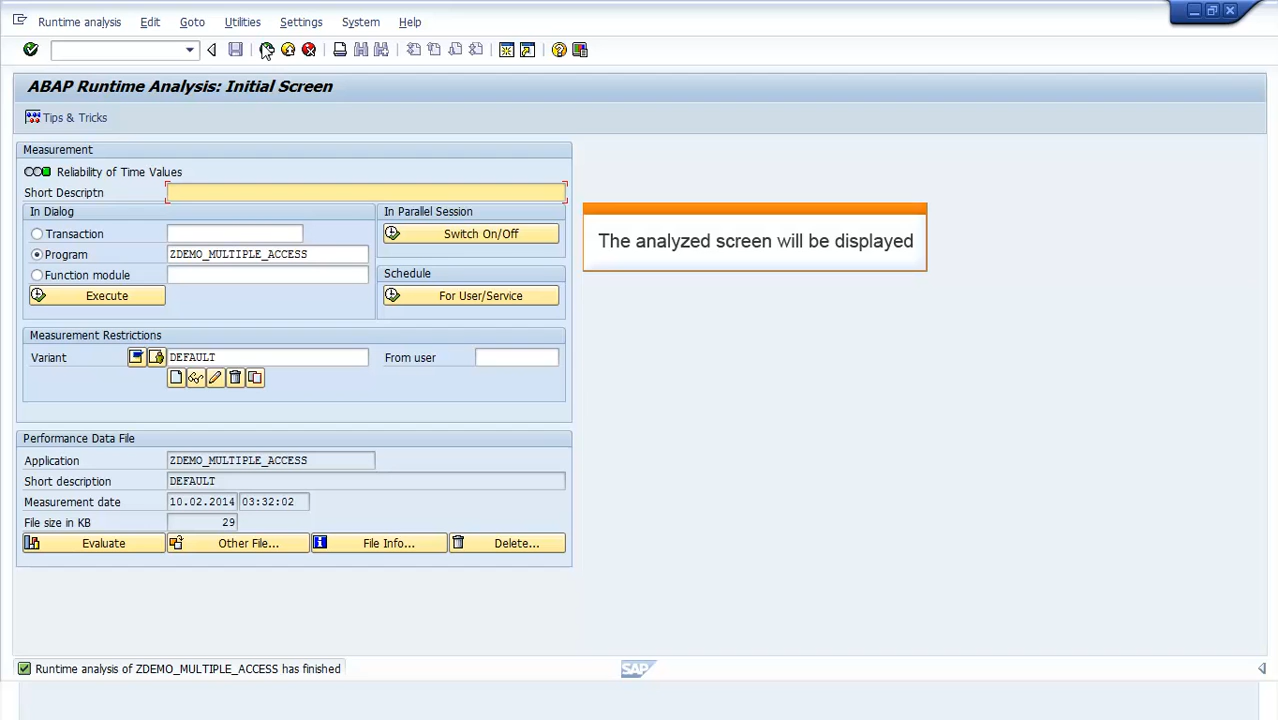 Runtime analysis Edit Goto Utilities Settings System Help
ABAP Runtime Analysis: Initial Screen
Tips & Tricks
Measurement
Reliability of Time Values
Short Descriptn
In Dialog
In Parallel Session
Transaction
Switch On/Off
Program ZDEMO_MULTIPLE_ACCESS
Function module
Schedule
Execute
For User/Service
The analyzed screen will be displayed
Measurement Restrictions
Variant DEFAULT From user
Performance Data File
Application ZDEMO_MULTIPLE_ACCESS
Short description DEFAULT
Measurement date 10.02.2014 03:32:02
File size in KB 29
Evaluate Other File... File Info... Delete...
Runtime analysis of ZDEMO_MULTIPLE_ACCESS has finished
SAP